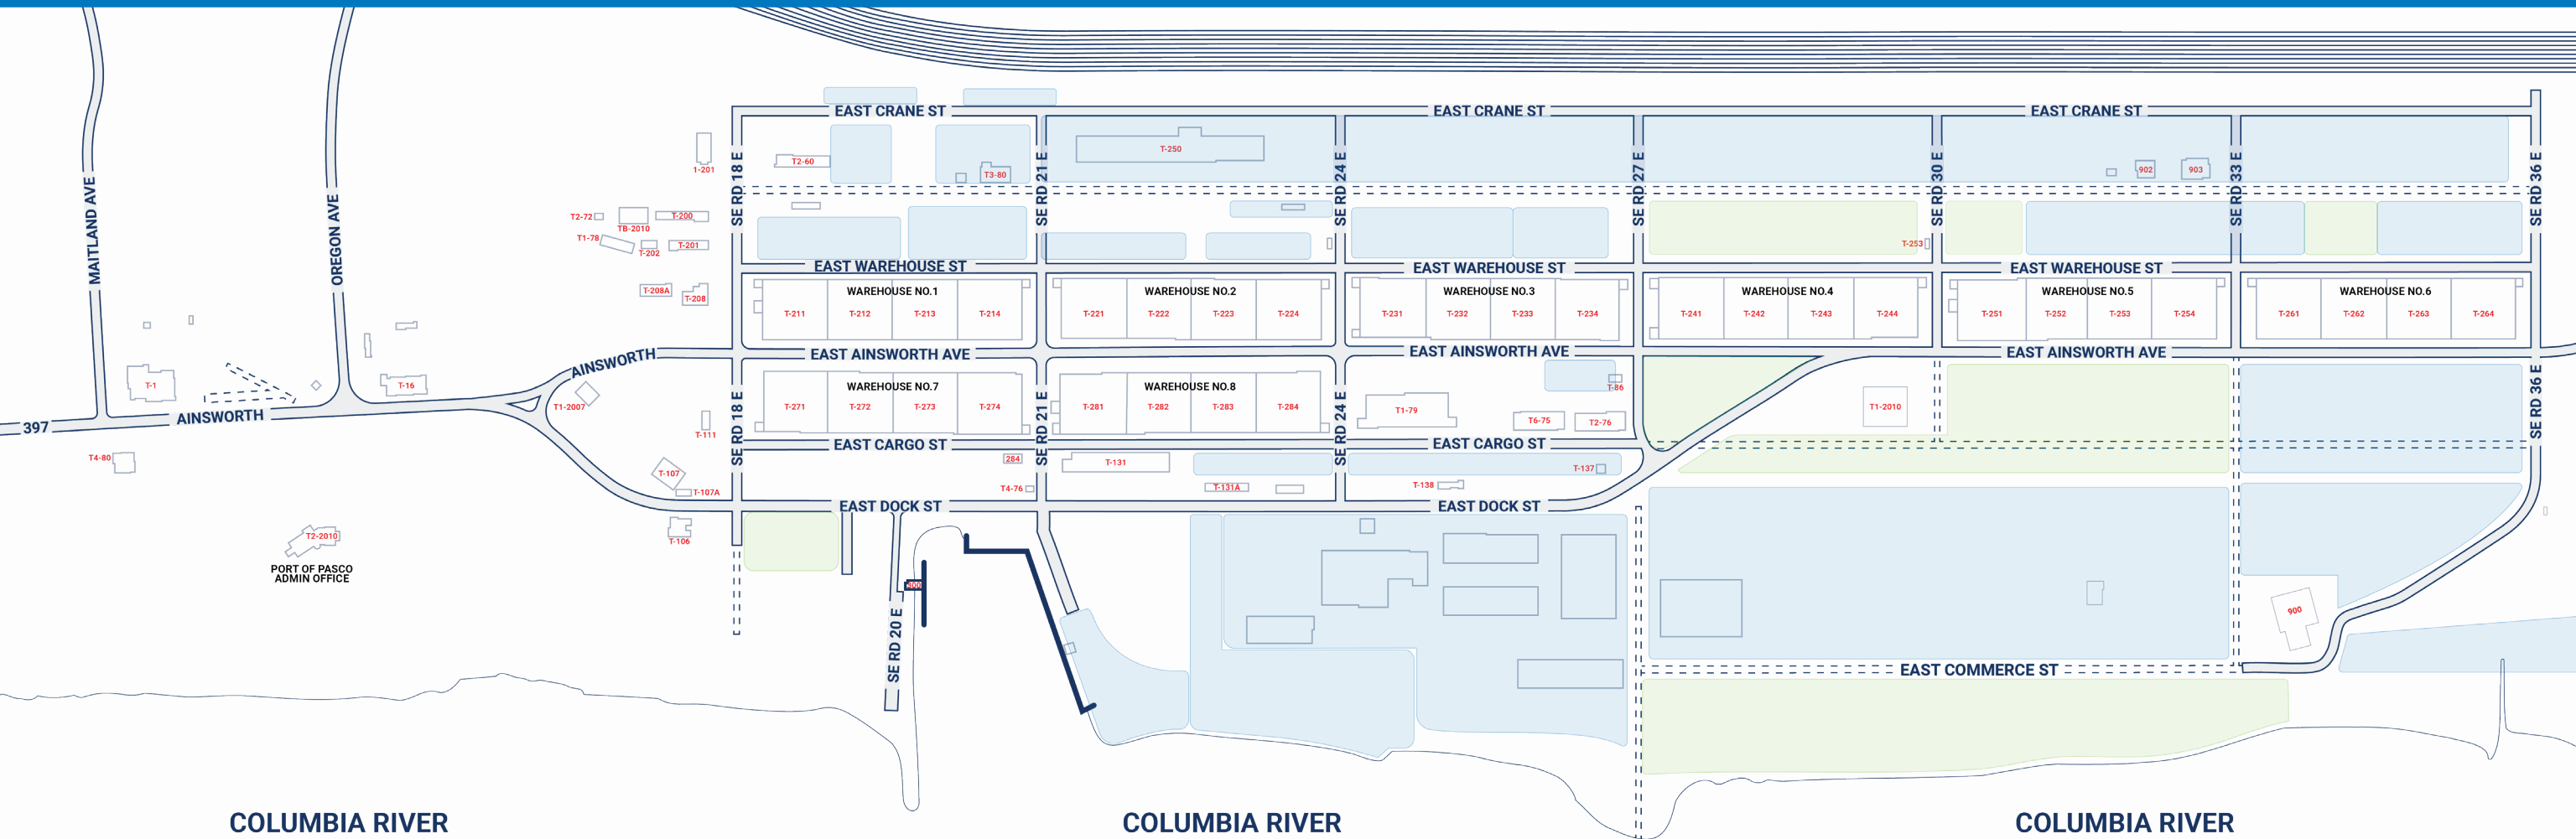 EAST CRANE ST
EAST CRANE ST
EAST CRANE ST
MAITLAND AVE
OREGON AVE
SE RD 18 E
SE RD 21 E
SE RD 24 E
SE RD 27 E
SE RD 30 E
SE RD 33 E
SE RD 36 E
1-201
T2-60
T3-80
T-250
902
903
T2-72
TB-2010
T-200
T1-78
T-202
T-201
T-253
EAST WAREHOUSE ST
EAST WAREHOUSE ST
EAST WAREHOUSE ST
T-208A
T-208
WAREHOUSE NO.1
T-211
T-212
T-213
T-214
WAREHOUSE NO.2
T-221
T-222
T-223
T-224
WAREHOUSE NO.3
T-231
T-232
T-233
T-234
WAREHOUSE NO.4
T-241
T-242
T-243
T-244
WAREHOUSE NO.5
T-251
T-252
T-253
T-254
WAREHOUSE NO.6
T-261
T-262
T-263
T-264
AINSWORTH
EAST AINSWORTH AVE
EAST AINSWORTH AVE
EAST AINSWORTH AVE
T-1
T-16
T1-2007
397
AINSWORTH
T-111
SE RD 18 E
WAREHOUSE NO.7
T-271
T-272
T-273
T-274
SE RD 21 E
WAREHOUSE NO.8
T-281
T-282
T-283
T-284
SE RD 24 E
T1-79
T-86
T6-75
T2-76
T1-2010
SE RD 36 E
EAST CARGO ST
EAST CARGO ST
T4-80
T-107
T-107A
284
T4-76
T-131
T-131A
T-137
T-138
EAST DOCK ST
EAST DOCK ST
T-106
T2-2010
PORT OF PASCO
ADMIN OFFICE
SE RD 20 E
900
EAST COMMERCE ST
COLUMBIA RIVER
COLUMBIA RIVER
COLUMBIA RIVER